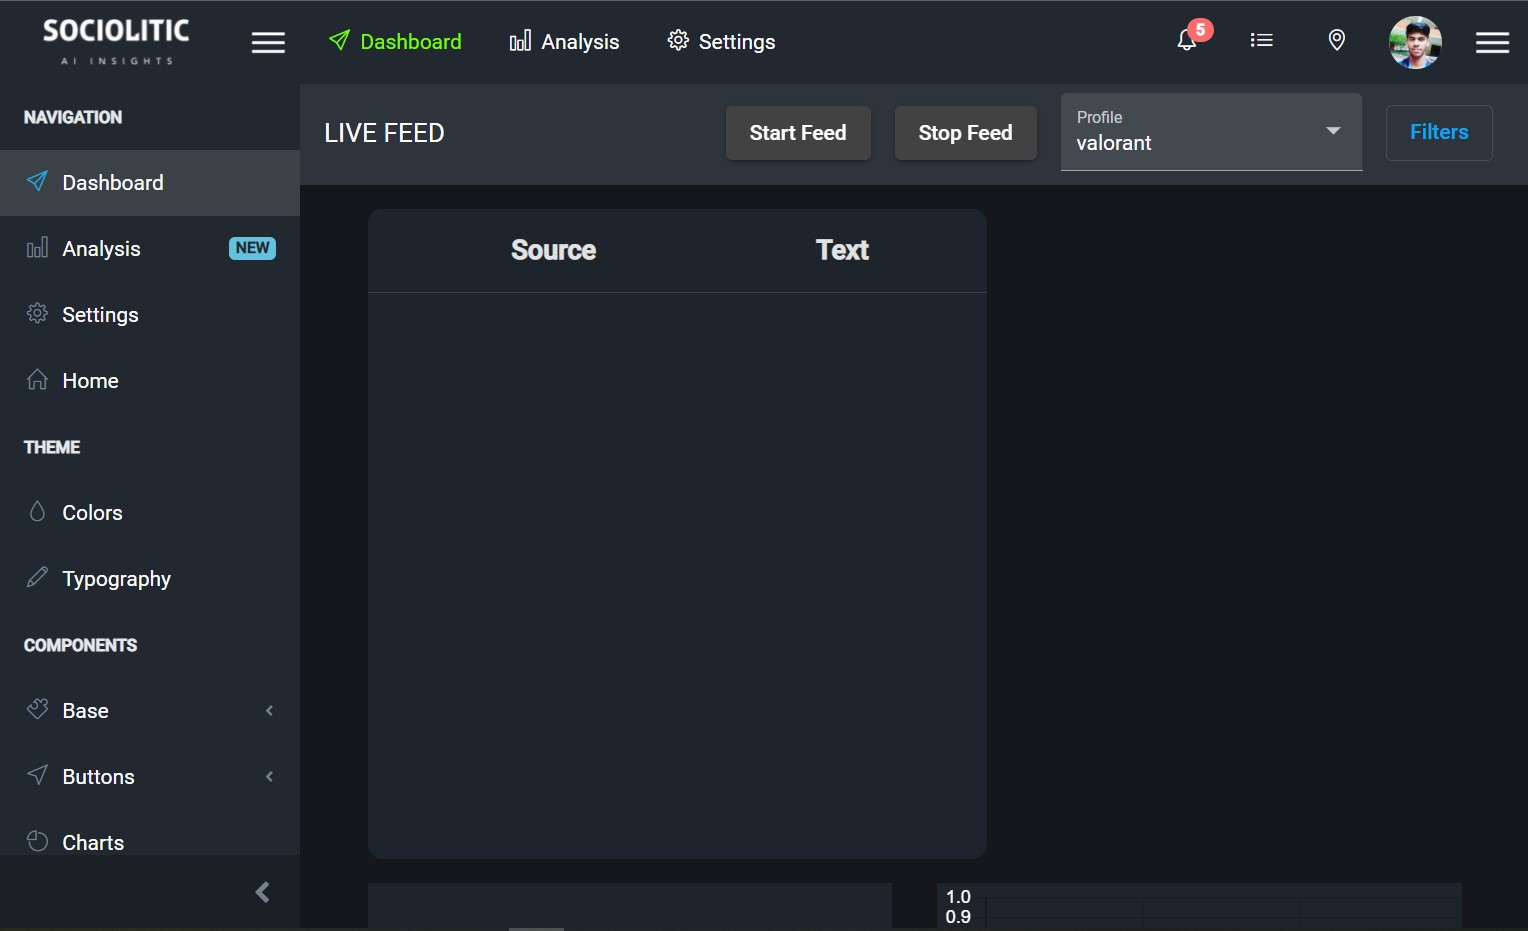 SOCIOLITIC
AI INSIGHTS
Dashboard
Analysis
Settings
5
NAVIGATION
Dashboard
Analysis NEW
Settings
Home
THEME
Colors
Typography
COMPONENTS
Base
Buttons
Charts
LIVE FEED
Start Feed
Stop Feed
Profile
valorant
Filters
Source Text
1.0
0.9